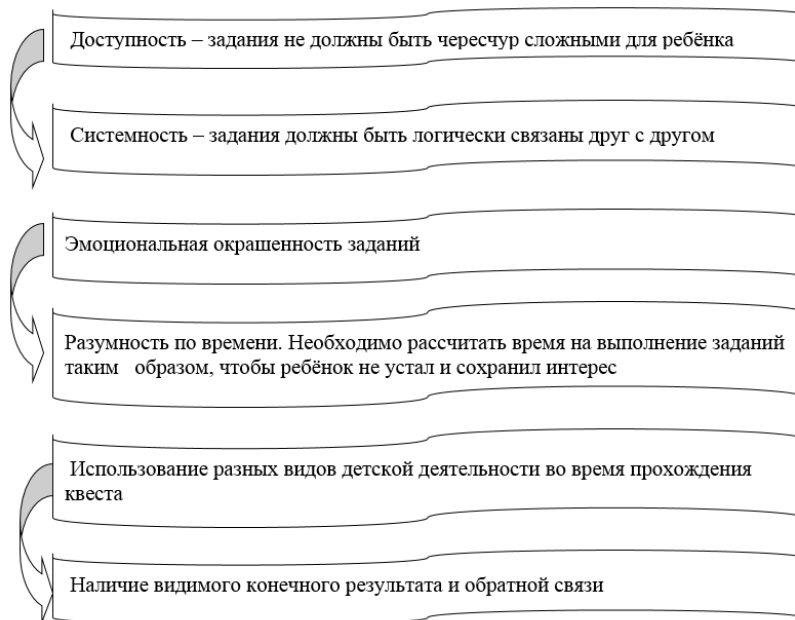 Доступность – задания не должны быть чересчур сложными для ребёнка
Системность – задания должны быть логически связаны друг с другом
Эмоциональная окрашенность заданий
Разумность по времени. Необходимо рассчитать время на выполнение заданий
таким образом, чтобы ребёнок не устал и сохранил интерес
Использование разных видов детской деятельности во время прохождения
квеста
Наличие видимого конечного результата и обратной связи